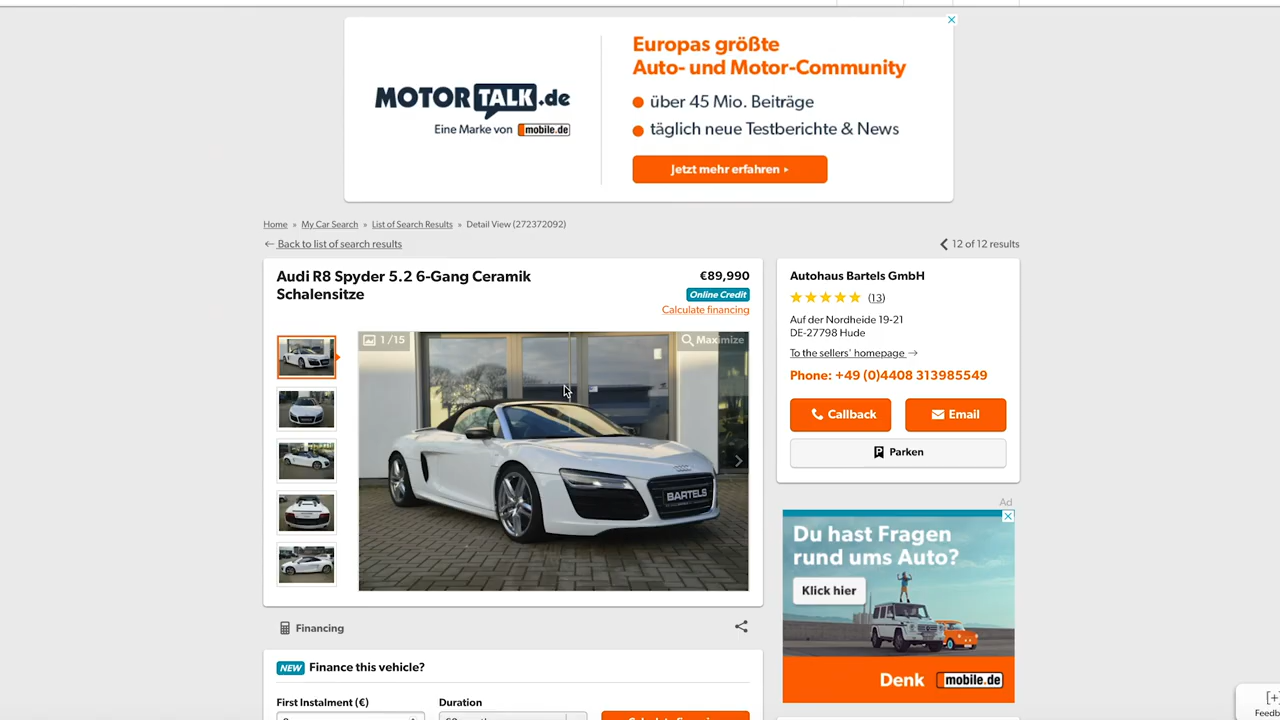 MOTORTALK.de
Eine Marke von mobile.de
Europas größte
Auto- und Motor-Community
über 45 Mio. Beiträge
täglich neue Testberichte & News
Jetzt mehr erfahren ▸
Home » My Car Search » List of Search Results » Detail View (272372092)
← Back to list of search results
12 of 12 results
Audi R8 Spyder 5.2 6-Gang Ceramik
Schalensitze
€89,990
Online Credit
Calculate financing
1/15
Maximize
BARTELS
Autohaus Bartels GmbH
(13)
Auf der Nordheide 19-21
DE-27798 Hude
To the sellers' homepage →
Phone: +49 (0)4408 313985549
Callback
Email
Parken
Ad
Du hast Fragen
rund ums Auto?
Klick hier
Denk mobile.de
Financing
NEW Finance this vehicle?
First Instalment (€)
Duration